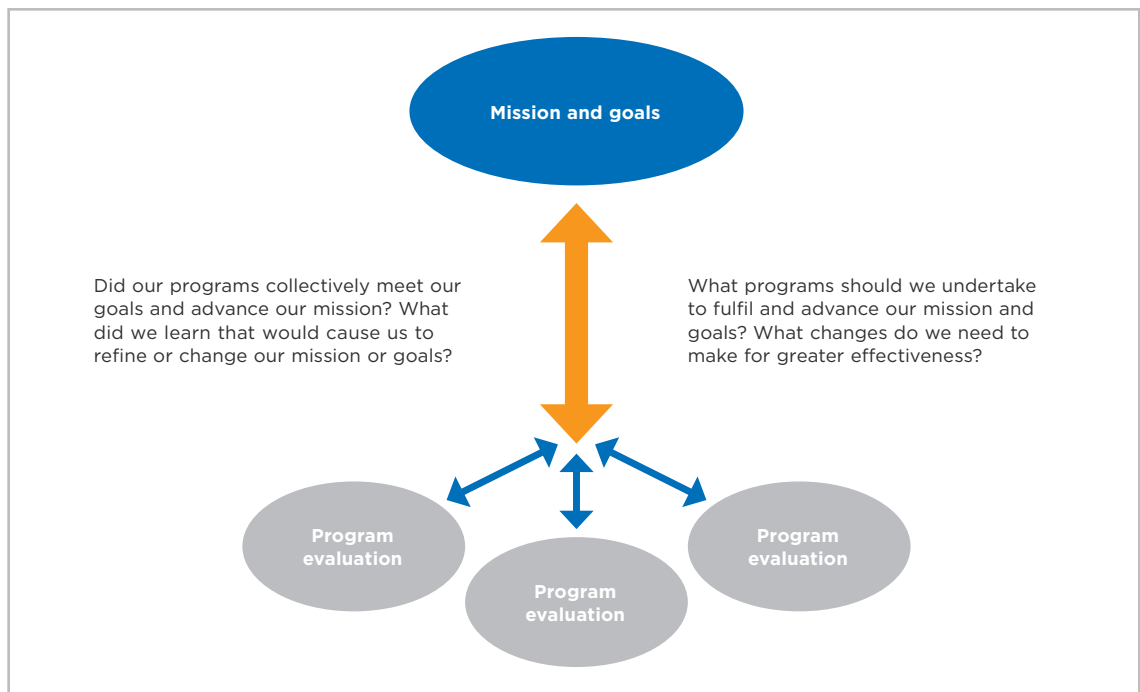 Mission and goals
Did our programs collectively meet our
goals and advance our mission? What
did we learn that would cause us to
refine or change our mission or goals?
What programs should we undertake
to fulfil and advance our mission and
goals? What changes do we need to
make for greater effectiveness?
Program
evaluation
Program
evaluation
Program
evaluation